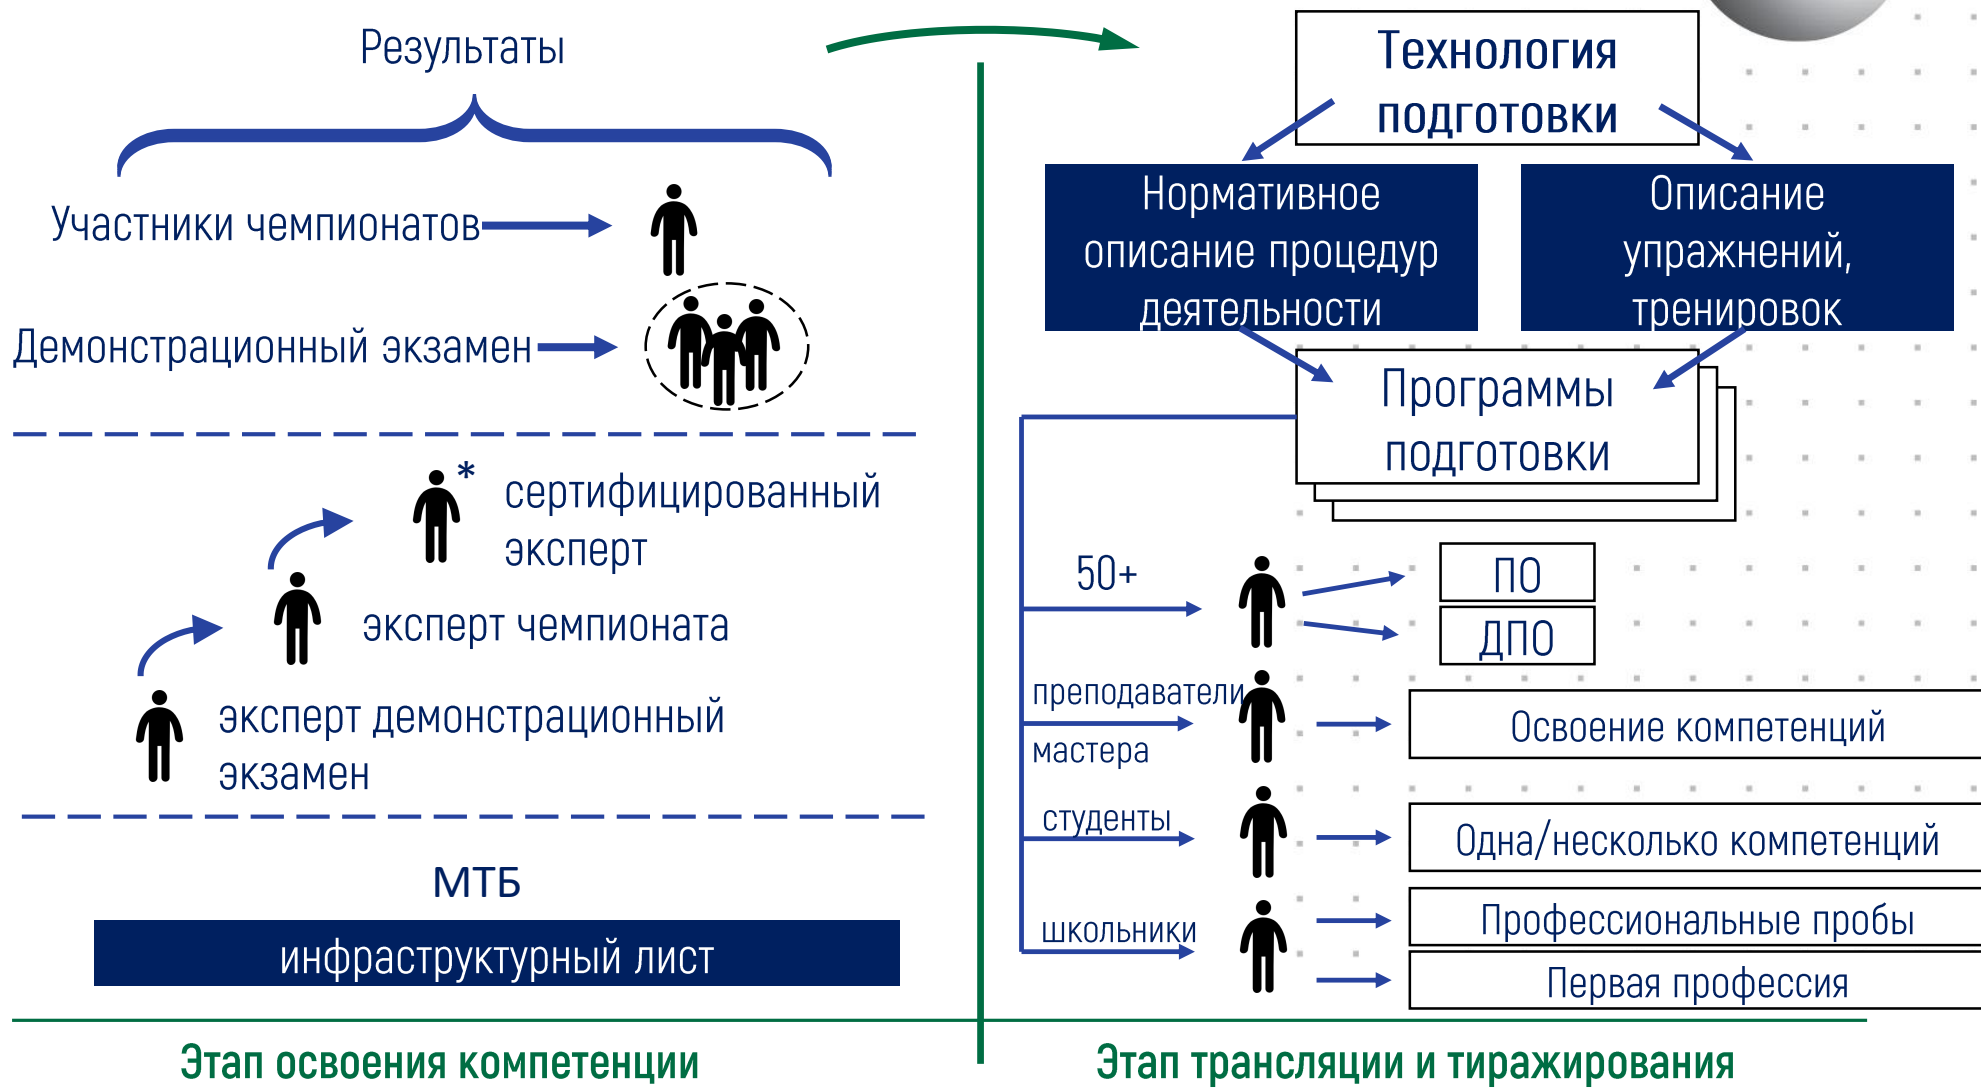 Результаты
Участники чемпионатов
Демонстрационный экзамен
* сертифицированный
эксперт
эксперт чемпионата
эксперт демонстрационный
экзамен
МТБ
инфраструктурный лист
Этап освоения компетенции
Технология
подготовки
Нормативное
описание процедур
деятельности
Описание
упражнений,
тренировок
Программы
подготовки
50+
ПО
ДПО
преподаватели
мастера
Освоение компетенций
студенты
Одна/несколько компетенций
школьники
Профессиональные пробы
Первая профессия
Этап трансляции и тиражирования